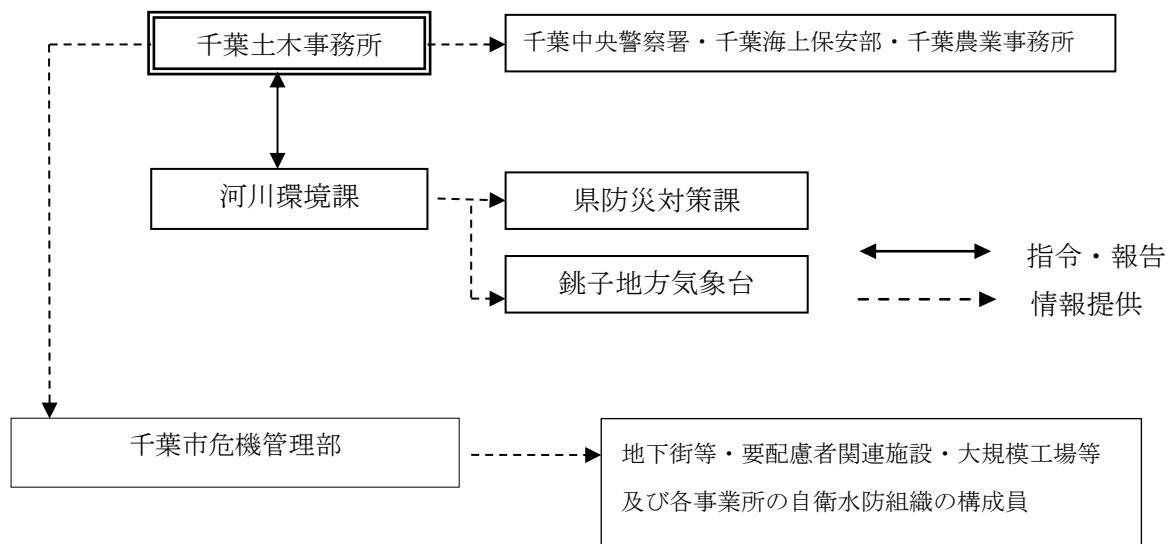 千葉土木事務所
千葉中央警察署・千葉海上保安部・千葉農業事務所
河川環境課
県防災対策課
銚子地方気象台
指令・報告
情報提供
千葉市危機管理部
地下街等・要配慮者関連施設・大規模工場等
及び各事業所の自衛水防組織の構成員